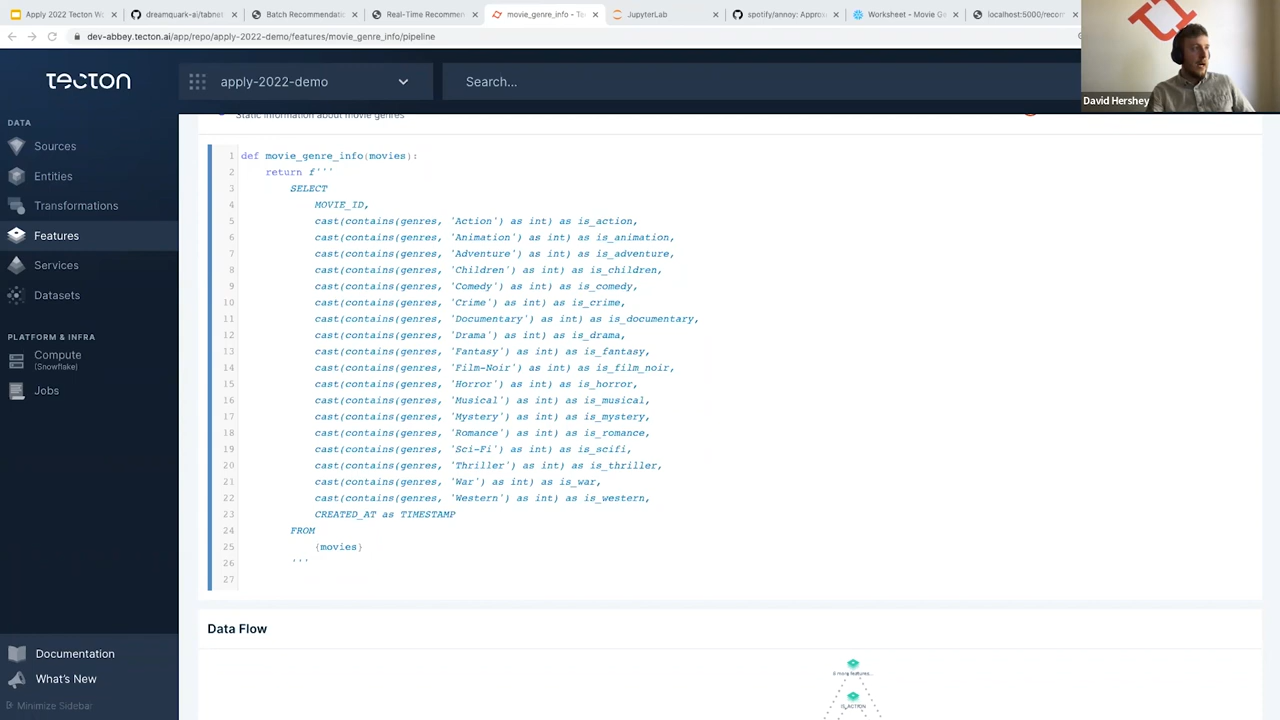 Apply 2022 Tecton Wo
dreamquark-ai/tabnet
Batch Recommendatic
Real-Time Recommen
movie_genre_info - Te
JupyterLab
spotify/annoy: Approx
Worksheet - Movie Ge
localhost:5000/recom
dev-abbey.tecton.ai/app/repo/apply-2022-demo/features/movie_genre_info/pipeline
David Hershey
tecton
apply-2022-demo
Search...
DATA
Sources
Entities
Transformations
Features
Services
Datasets
PLATFORM & INFRA
Compute
(Snowflake)
Jobs
Documentation
What's New
Minimize Sidebar
Static information about movie genres
1 def movie_genre_info(movies):
2 return f'''
3 SELECT
4 MOVIE_ID,
5 cast(contains(genres, 'Action') as int) as is_action,
6 cast(contains(genres, 'Animation') as int) as is_animation,
7 cast(contains(genres, 'Adventure') as int) as is_adventure,
8 cast(contains(genres, 'Children') as int) as is_children,
9 cast(contains(genres, 'Comedy') as int) as is_comedy,
10 cast(contains(genres, 'Crime') as int) as is_crime,
11 cast(contains(genres, 'Documentary') as int) as is_documentary,
12 cast(contains(genres, 'Drama') as int) as is_drama,
13 cast(contains(genres, 'Fantasy') as int) as is_fantasy,
14 cast(contains(genres, 'Film-Noir') as int) as is_film_noir,
15 cast(contains(genres, 'Horror') as int) as is_horror,
16 cast(contains(genres, 'Musical') as int) as is_musical,
17 cast(contains(genres, 'Mystery') as int) as is_mystery,
18 cast(contains(genres, 'Romance') as int) as is_romance,
19 cast(contains(genres, 'Sci-Fi') as int) as is_scifi,
20 cast(contains(genres, 'Thriller') as int) as is_thriller,
21 cast(contains(genres, 'War') as int) as is_war,
22 cast(contains(genres, 'Western') as int) as is_western,
23 CREATED_AT as TIMESTAMP
24 FROM
25 {movies}
26 '''
27
Data Flow
IS_ACTION